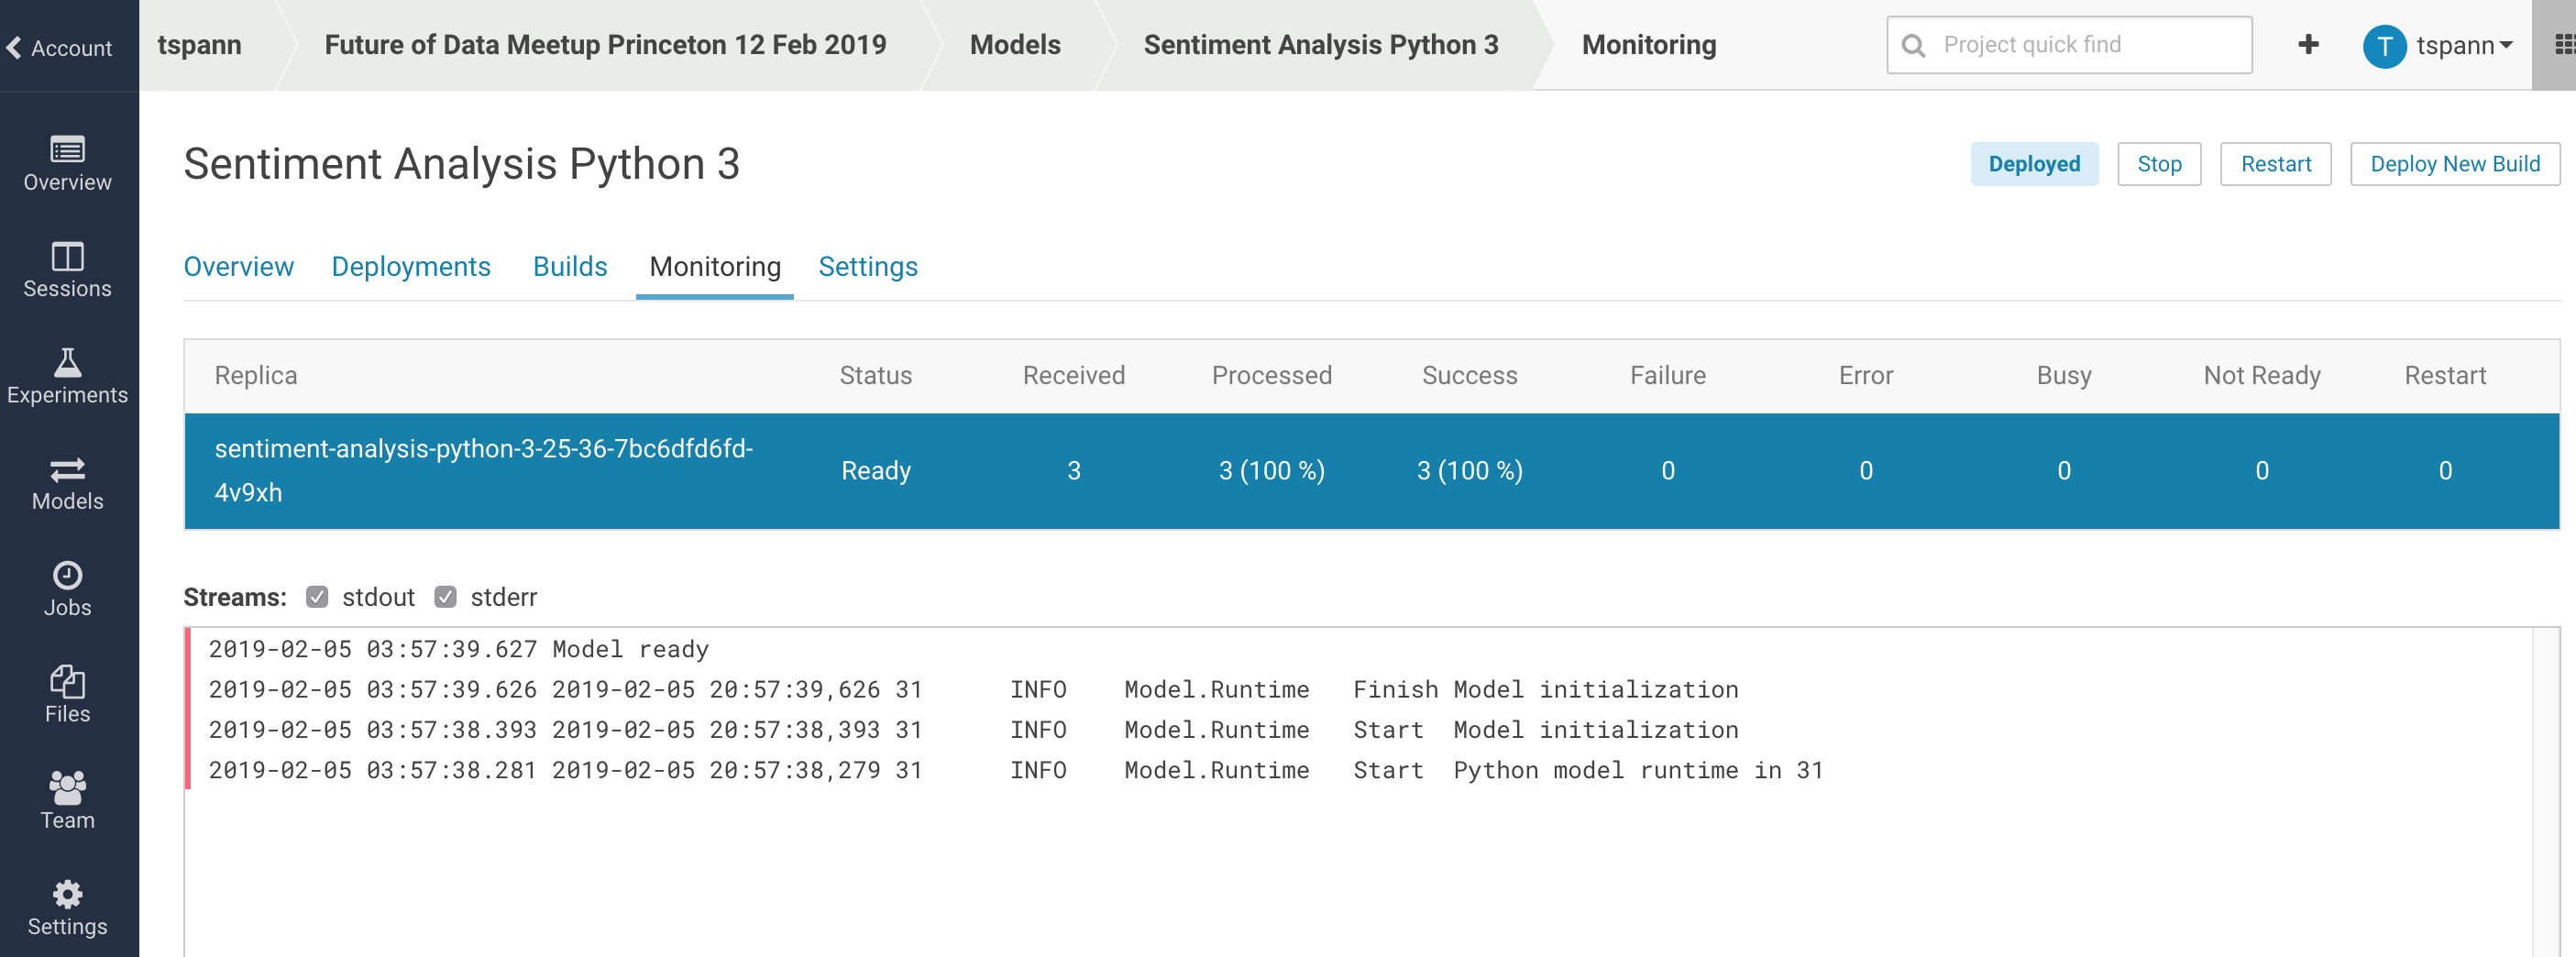 Account
tspann
Future of Data Meetup Princeton 12 Feb 2019
Models
Sentiment Analysis Python 3
Monitoring
Project quick find
T
tspann
Overview
Sessions
Experiments
Models
Jobs
Files
Team
Settings
Sentiment Analysis Python 3
Deployed
Stop
Restart
Deploy New Build
Overview Deployments Builds Monitoring Settings
Replica Status Received Processed Success Failure Error Busy Not Ready Restart
sentiment-analysis-python-3-25-36-7bc6dfd6fd-
4v9xh
Ready 3 3 (100 %) 3 (100 %) 0 0 0 0 0
Streams: stdout stderr
2019-02-05 03:57:39.627 Model ready
2019-02-05 03:57:39.626 2019-02-05 20:57:39,626 31 INFO Model.Runtime Finish Model initialization
2019-02-05 03:57:38.393 2019-02-05 20:57:38,393 31 INFO Model.Runtime Start Model initialization
2019-02-05 03:57:38.281 2019-02-05 20:57:38,279 31 INFO Model.Runtime Start Python model runtime in 31